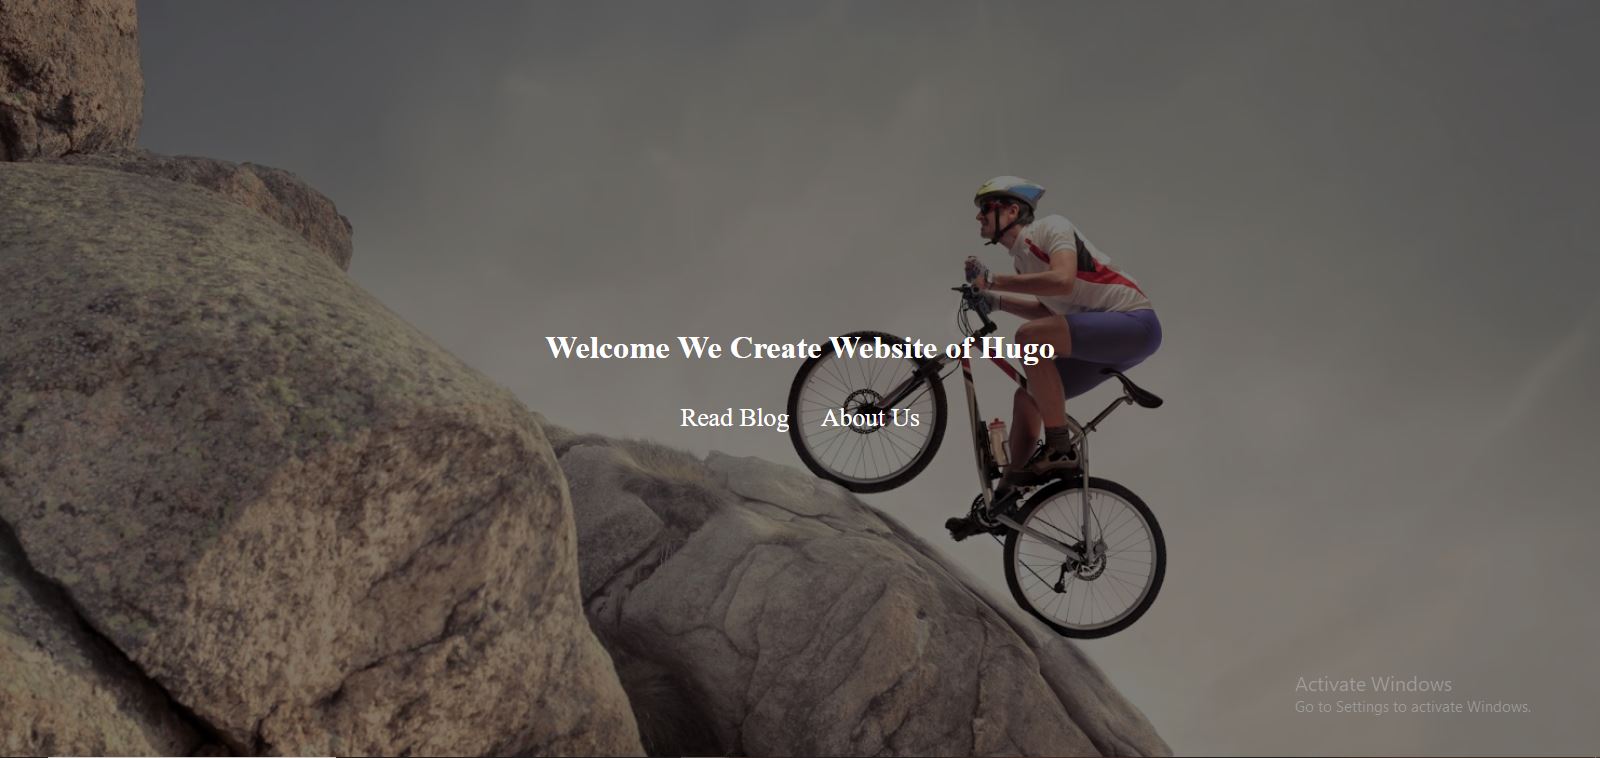 Welcome We Create Website of Hugo
Read Blog About Us
Activate Windows
Go to Settings to activate Windows.